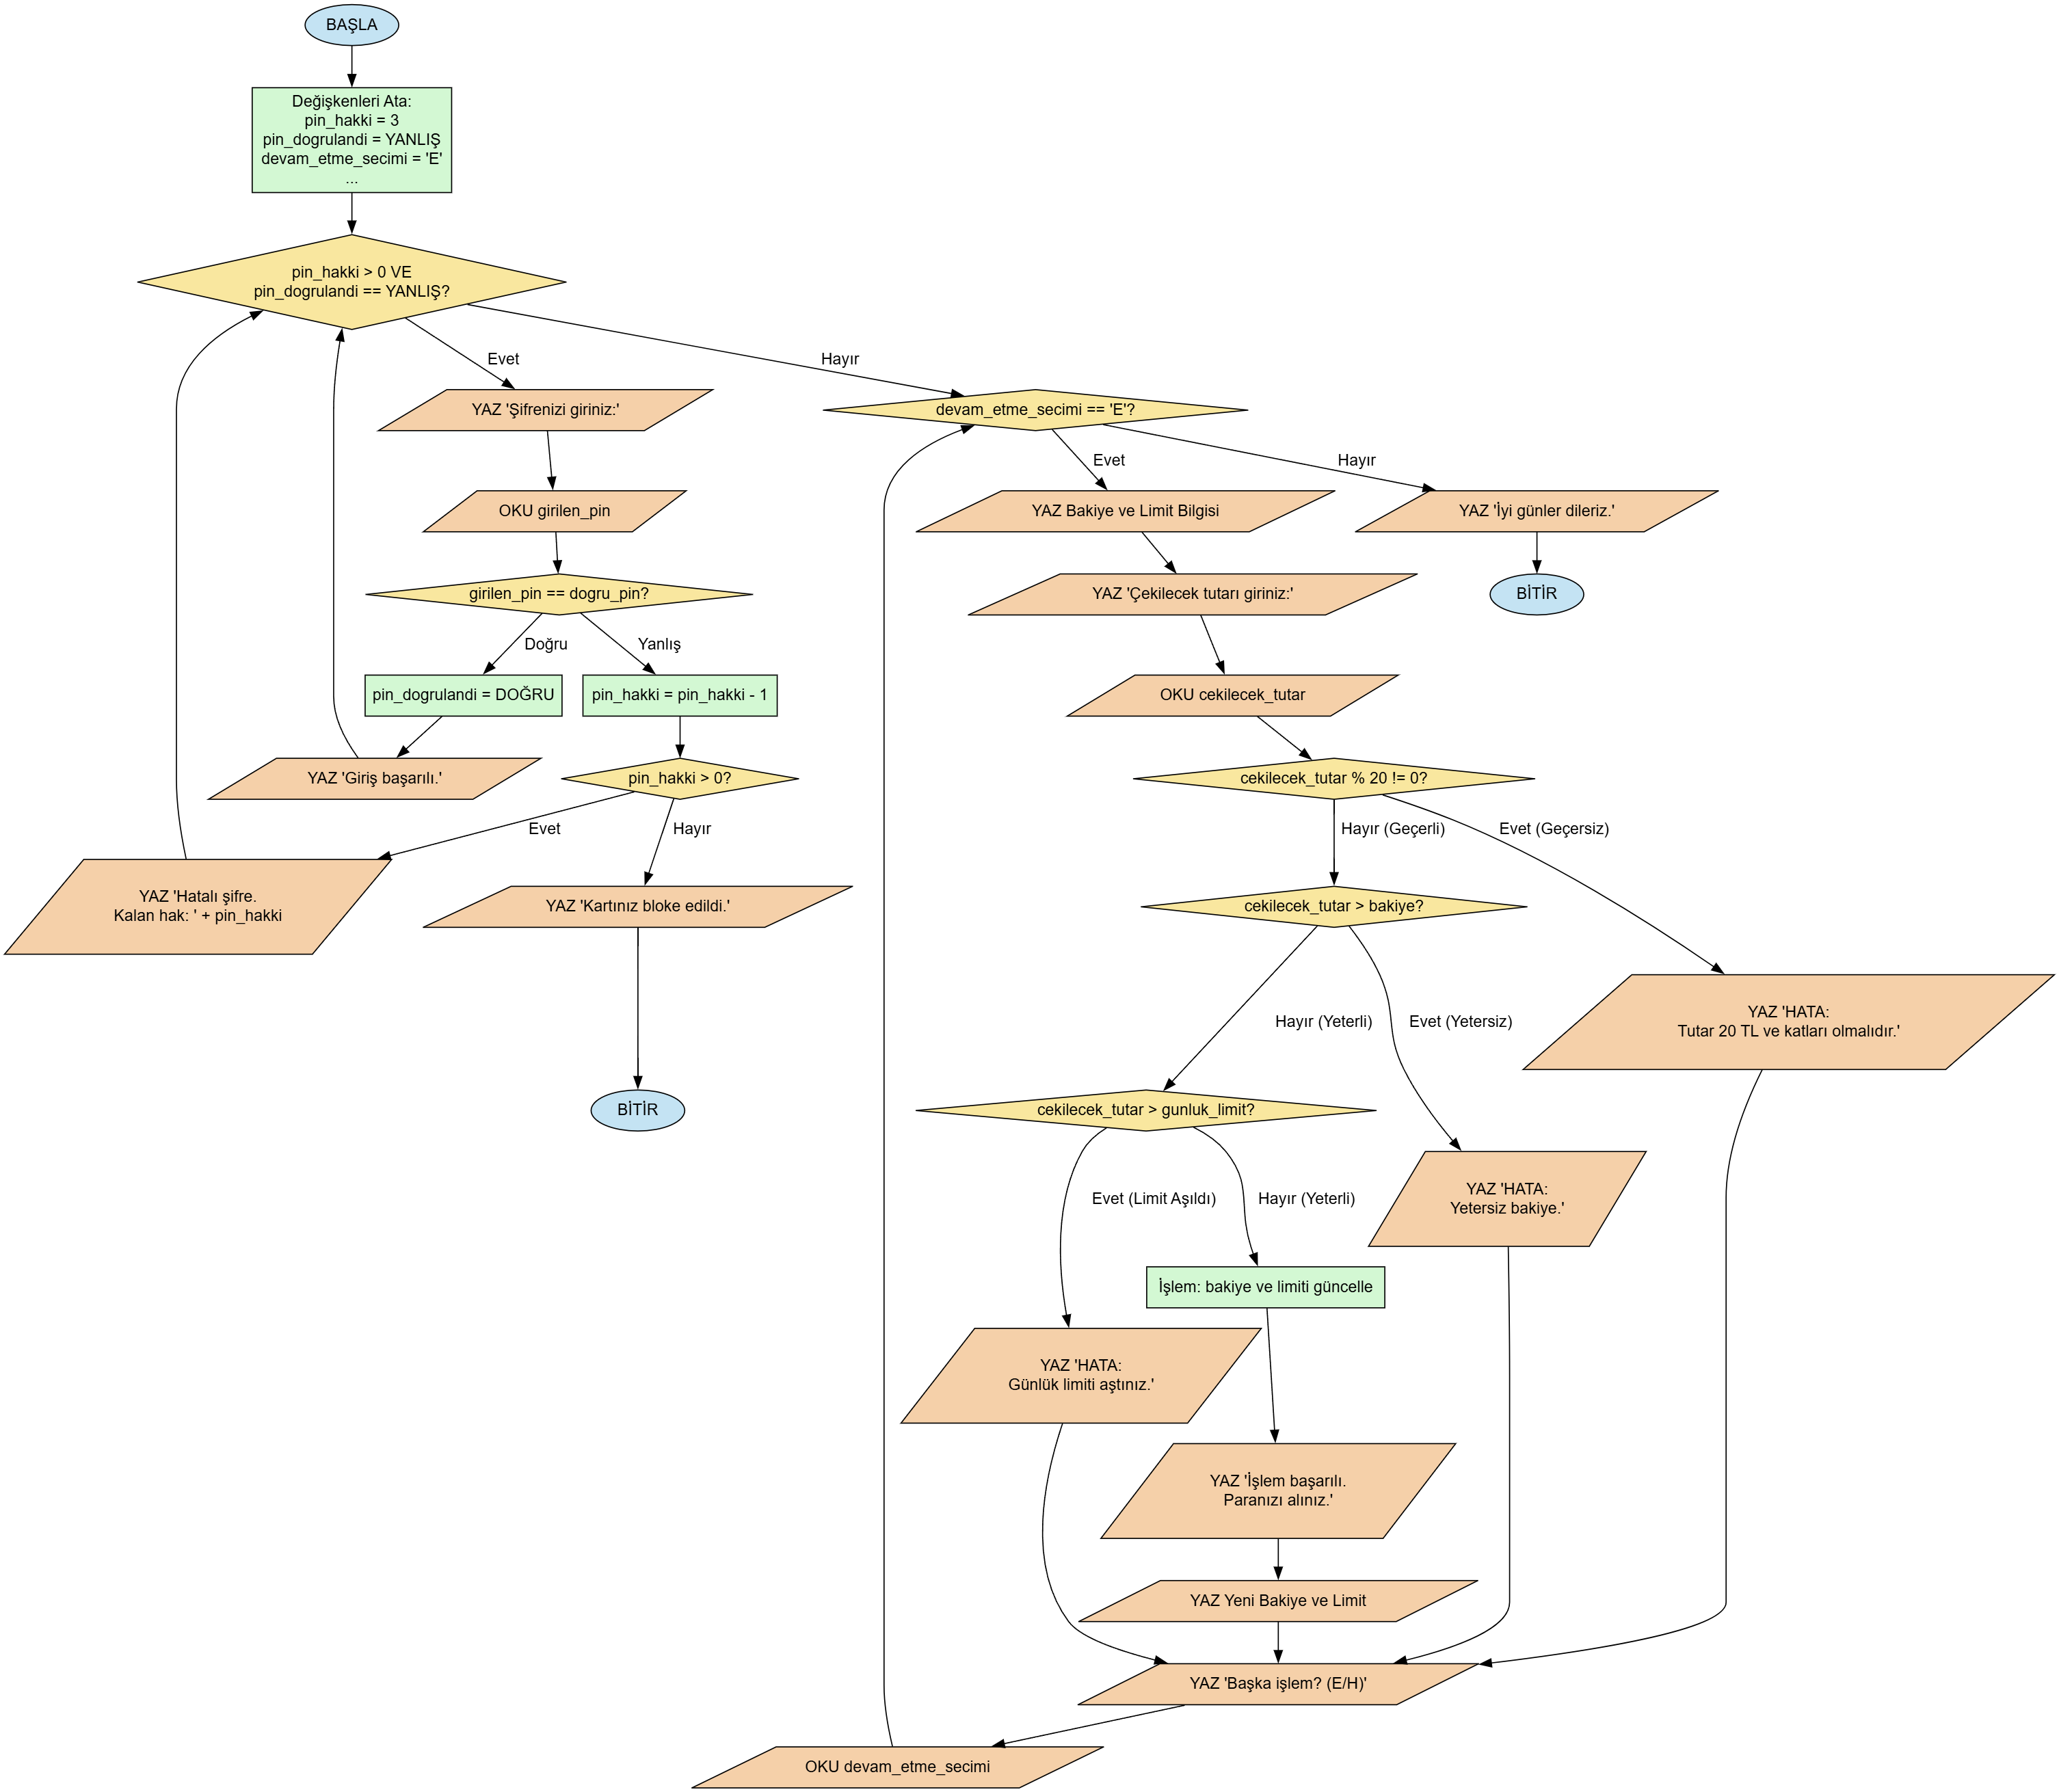 BAŞLA
Değişkenleri Ata:
pin_hakki = 3
pin_dogrulandi = YANLIŞ
devam_etme_secimi = 'E'
...
pin_hakki > 0 VE
pin_dogrulandi == YANLIŞ?
Evet
Hayır
YAZ 'Şifrenizi giriniz:'
devam_etme_secimi == 'E'?
Evet
Hayır
OKU girilen_pin
YAZ Bakiye ve Limit Bilgisi
YAZ 'İyi günler dileriz.'
girilen_pin == dogru_pin?
YAZ 'Çekilecek tutarı giriniz:'
BİTİR
Doğru
Yanlış
pin_dogrulandi = DOĞRU
pin_hakki = pin_hakki - 1
OKU cekilecek_tutar
YAZ 'Giriş başarılı.'
pin_hakki > 0?
cekilecek_tutar % 20 != 0?
Evet
Hayır
Hayır (Geçerli)
Evet (Geçersiz)
YAZ 'Hatalı şifre.
Kalan hak: ' + pin_hakki
YAZ 'Kartınız bloke edildi.'
cekilecek_tutar > bakiye?
Hayır (Yeterli)
Evet (Yetersiz)
YAZ 'HATA:
Tutar 20 TL ve katları olmalıdır.'
BİTİR
cekilecek_tutar > gunluk_limit?
Evet (Limit Aşıldı)
Hayır (Yeterli)
YAZ 'HATA:
Yetersiz bakiye.'
İşlem: bakiye ve limiti güncelle
YAZ 'HATA:
Günlük limiti aştınız.'
YAZ 'İşlem başarılı.
Paranızı alınız.'
YAZ Yeni Bakiye ve Limit
YAZ 'Başka işlem? (E/H)'
OKU devam_etme_secimi